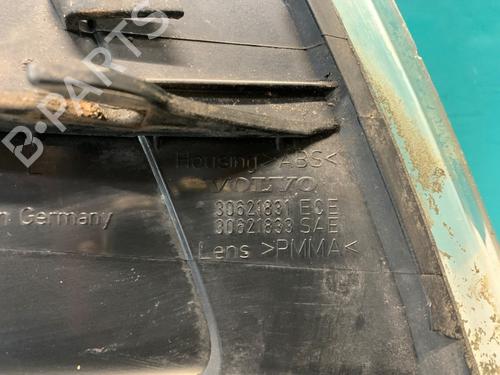 B-PARTS
Housing >ABS<
VOLVO
30621831 ECE
30621833 SAE
n Germany
Lens >PMMA<